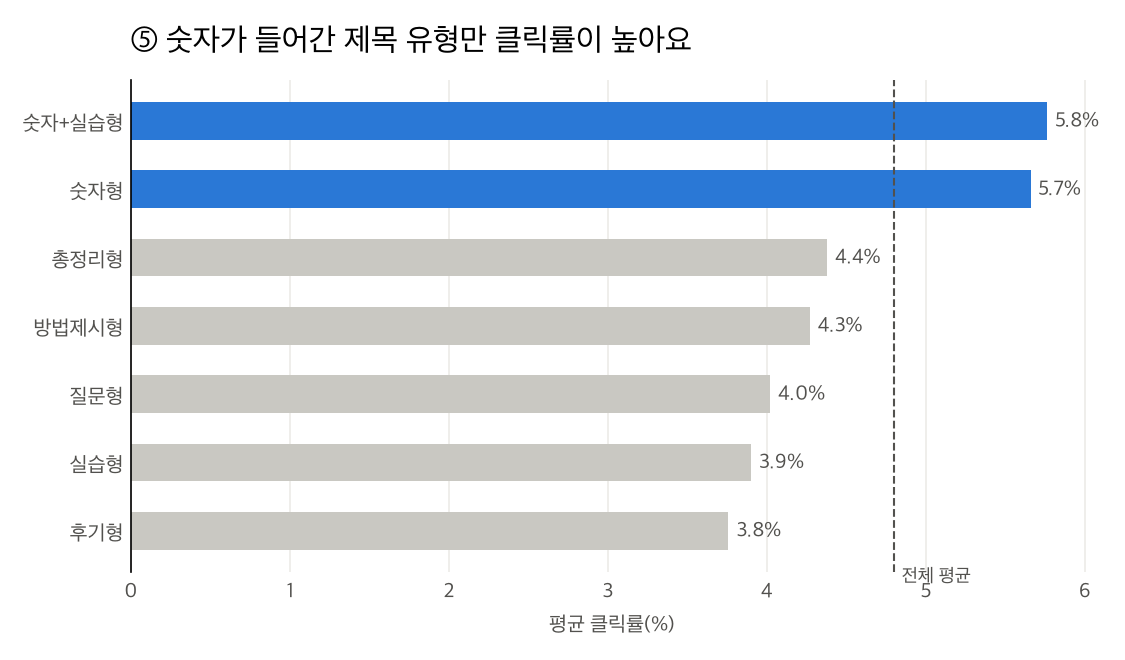 ⑤ 숫자가 들어간 제목 유형만 클릭률이 높아요
숫자+실습형 5.8%
숫자형 5.7%
총정리형 4.4%
방법제시형 4.3%
질문형 4.0%
실습형 3.9%
후기형 3.8%
전체 평균
0 1 2 3 4 5 6
평균 클릭률(%)